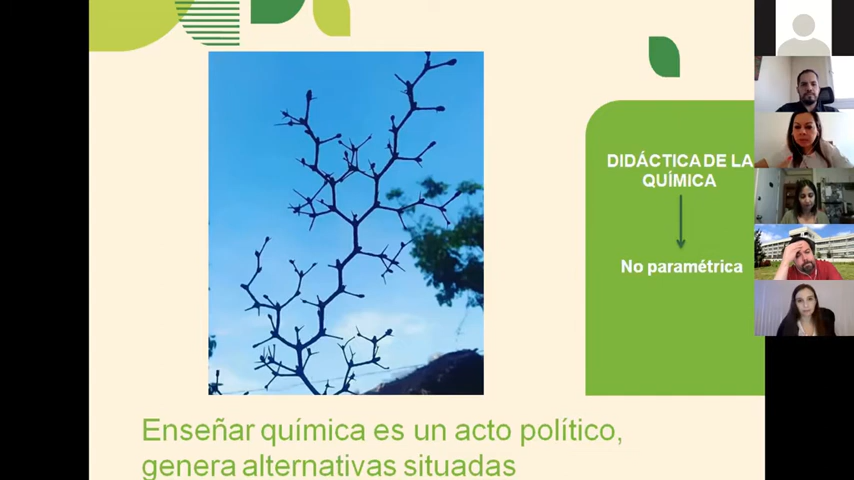 DIDÁCTICA DE LA
QUÍMICA
No paramétrica
Enseñar química es un acto político,
genera alternativas situadas